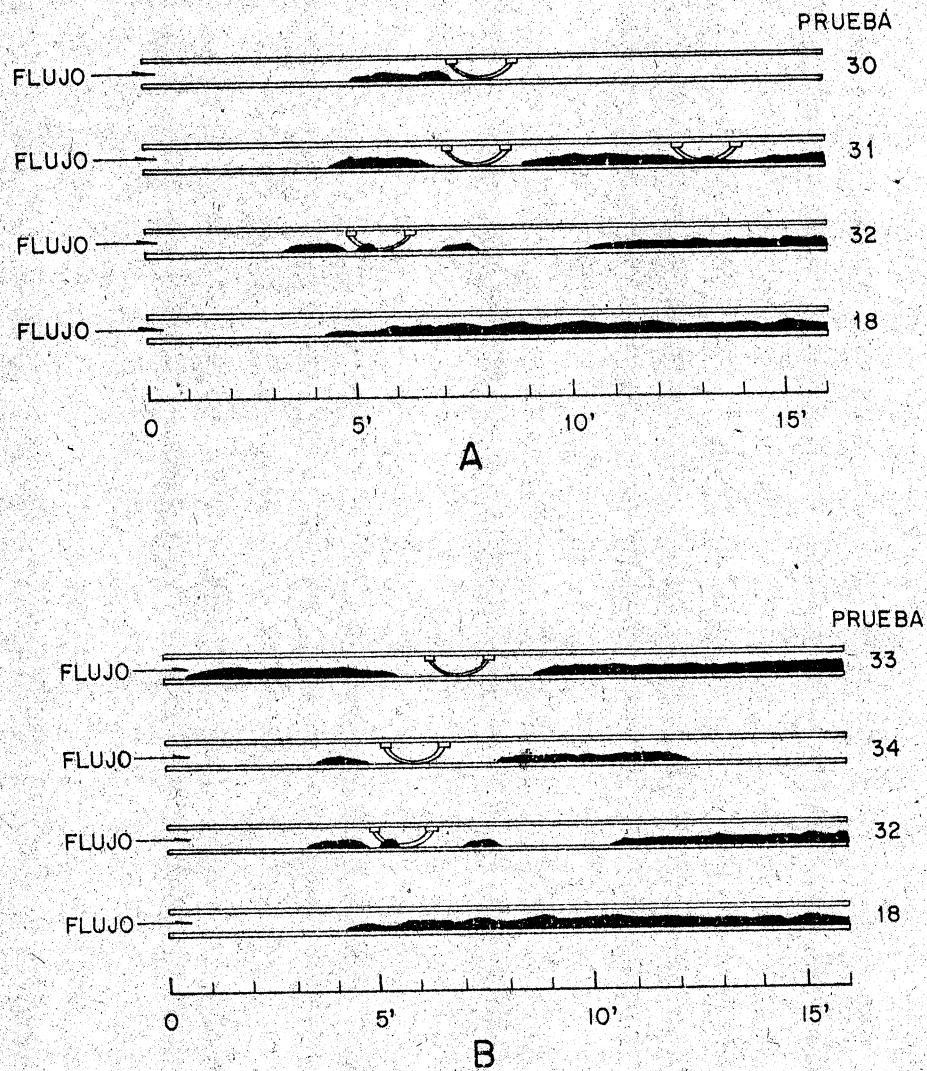 PRUEBA
FLUJO 30
FLUJO 31
FLUJO 32
FLUJO 18
0 5' 10' 15'
A
PRUEBA
FLUJO 33
FLUJO 34
FLUJO 32
FLUJO 18
0 5' 10' 15'
B